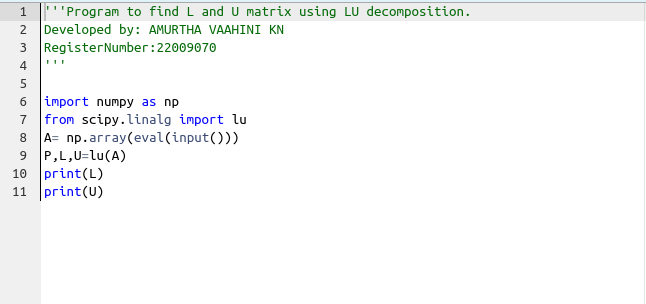 1 '''Program to find L and U matrix using LU decomposition.
2 Developed by: AMURTHA VAAHINI KN
3 RegisterNumber:22009070
4 '''
5
6 import numpy as np
7 from scipy.linalg import lu
8 A= np.array(eval(input()))
9 P,L,U=lu(A)
10 print(L)
11 print(U)